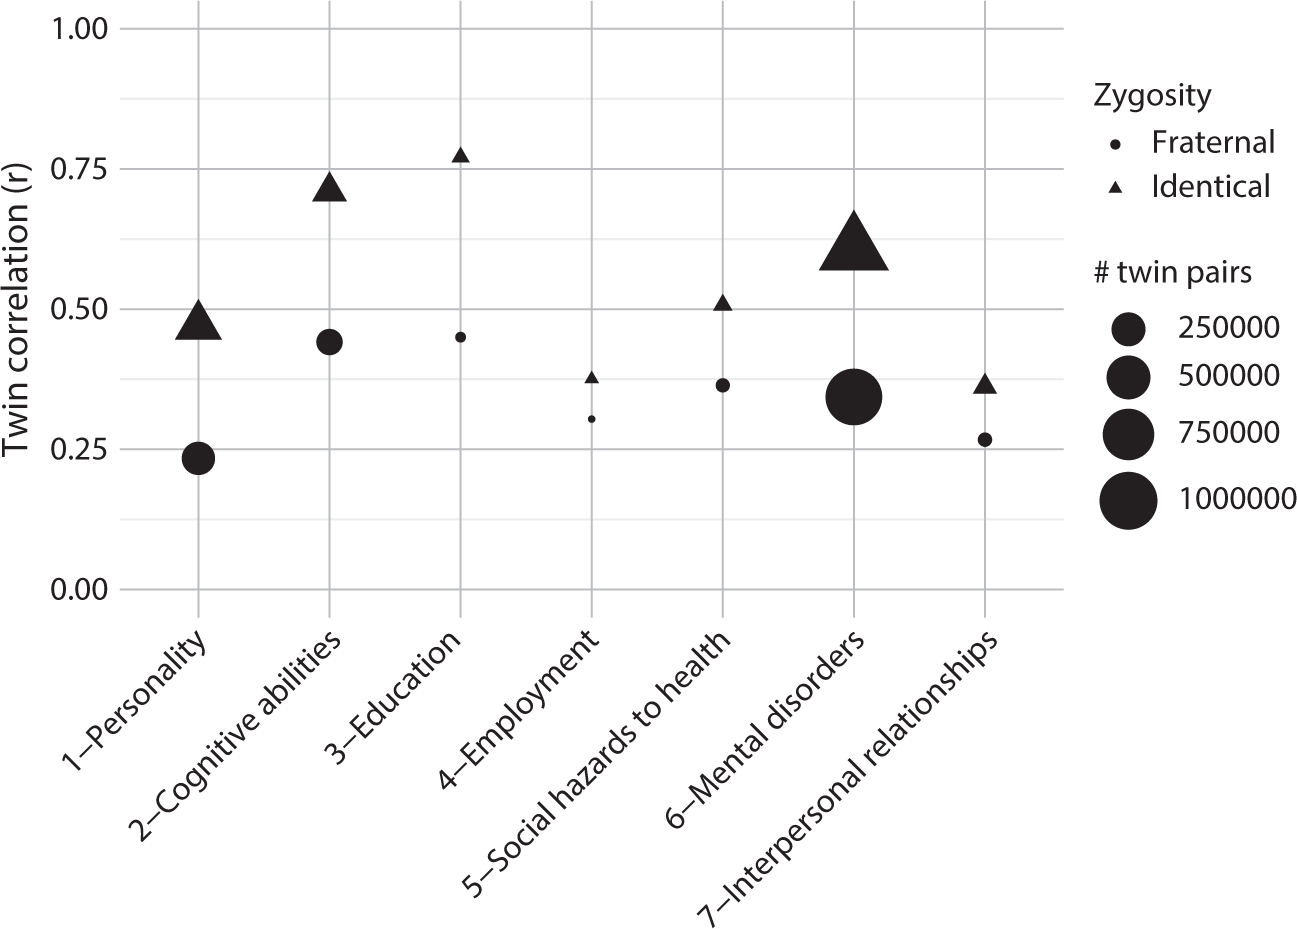 1.00
0.75
0.50
0.25
0.00
Twin correlation (r)
1–Personality
2–Cognitive abilities
3–Education
4–Employment
5–Social hazards to health
6–Mental disorders
7–Interpersonal relationships
Zygosity
Fraternal
Identical
# twin pairs
250000
500000
750000
1000000